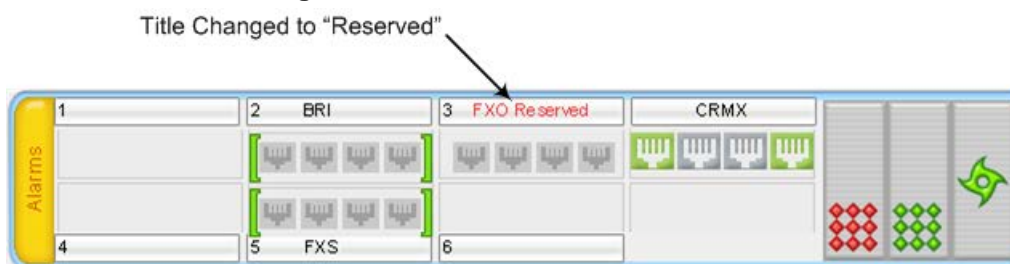 Title Changed to “Reserved”
1
2 BRI
3 FXO Reserved
CRMX
Alarms
4
5 FXS
6